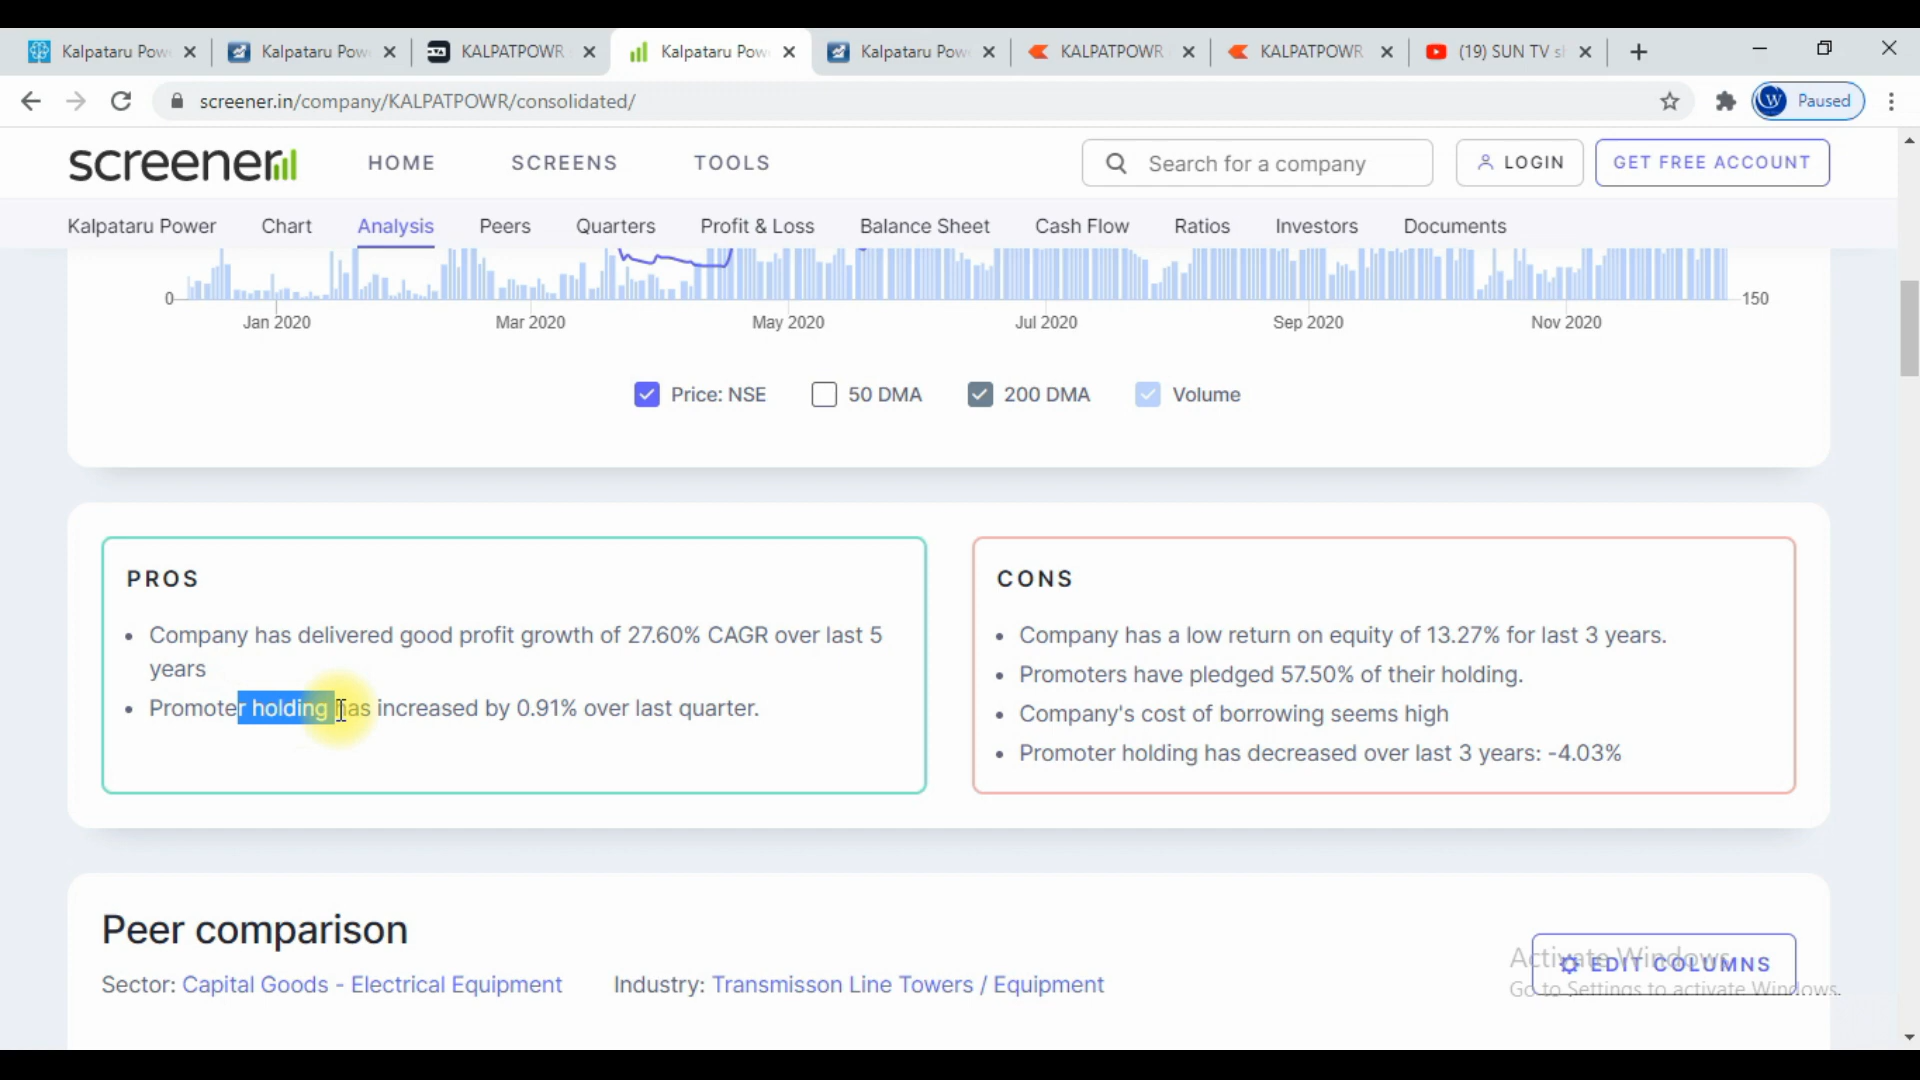 Kalpataru Pow
Kalpataru Pow
KALPATPOWR
Kalpataru Pow
Kalpataru Pow
KALPATPOWR
KALPATPOWR
(19) SUN TV s
screener.in/company/KALPATPOWR/consolidated/
W
Paused
screener
HOME
SCREENS
TOOLS
Search for a company
LOGIN
GET FREE ACCOUNT
Kalpataru Power
Chart
Analysis
Peers
Quarters
Profit & Loss
Balance Sheet
Cash Flow
Ratios
Investors
Documents
0
150
Jan 2020
Mar 2020
May 2020
Jul 2020
Sep 2020
Nov 2020
Price: NSE
50 DMA
200 DMA
Volume
PROS
• Company has delivered good profit growth of 27.60% CAGR over last 5
years
• Promoter holding has increased by 0.91% over last quarter.
CONS
• Company has a low return on equity of 13.27% for last 3 years.
• Promoters have pledged 57.50% of their holding.
• Company's cost of borrowing seems high
• Promoter holding has decreased over last 3 years: -4.03%
Peer comparison
Sector: Capital Goods - Electrical Equipment
Industry: Transmisson Line Towers / Equipment
EDIT COLUMNS
Activate Windows
Go to Settings to activate Windows.